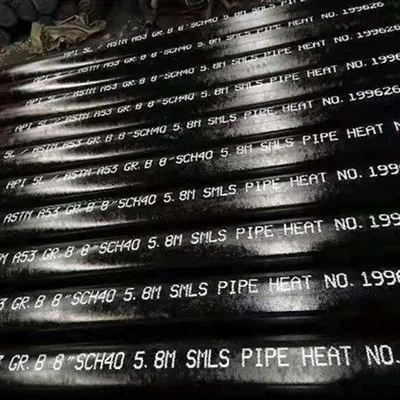 API 5L / ASTM A53 GR.B 8"SCH40 5.8M SMLS PIPE HEAT NO. 199626
API 5L / ASTM A53 GR.B 8"SCH40 5.8M SMLS PIPE HEAT NO. 199626
API 5L / ASTM A53 GR.B 8"SCH40 5.8M SMLS PIPE HEAT NO. 199626
5L / ASTM A53 GR.B 8"SCH40 5.8M SMLS PIPE HEAT NO. 199626
API 5L / ASTM A53 GR.B 8"SCH40 5.8M SMLS PIPE HEAT NO. 19962
ASTM A53 GR.B 8"SCH40 5.8M SMLS PIPE HEAT NO. 1996
A53 GR.B 8"SCH40 5.8M SMLS PIPE HEAT NO. 1996
GR.B 8"SCH40 5.8M SMLS PIPE HEAT NO. 1996
GR.B 8"SCH40 5.8M SMLS PIPE HEAT NO.